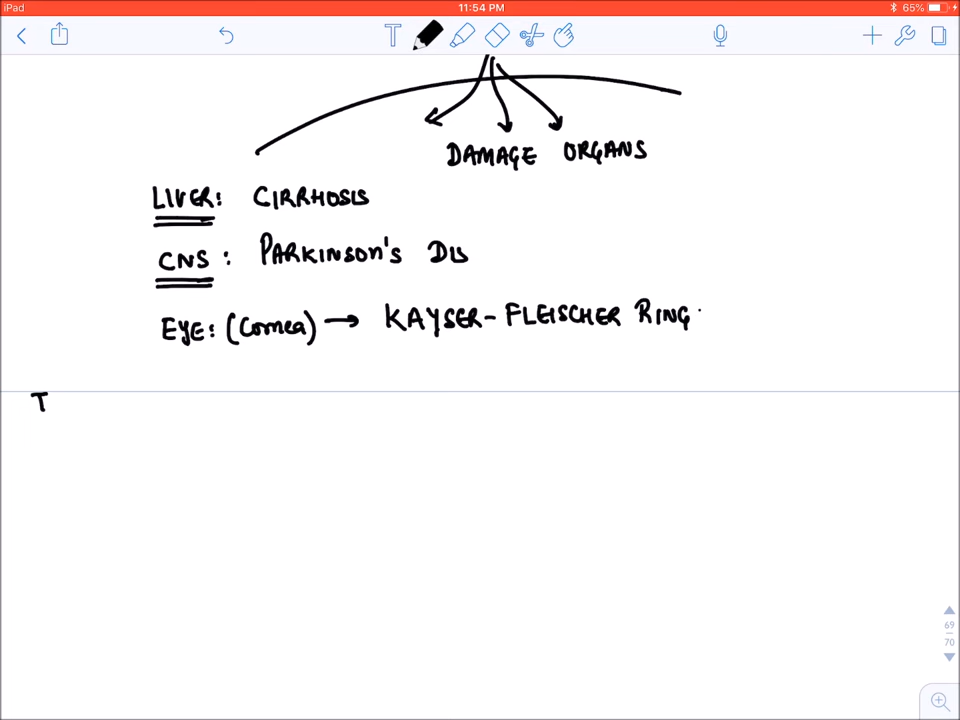 iPad 11:54 PM 65%
T
DAMAGE ORGANS
LIVER: CIRRHOSIS
CNS: PARKINSON'S DIS
EYE: (Cornea) → KAYSER-FLEISCHER RING
T
69
70